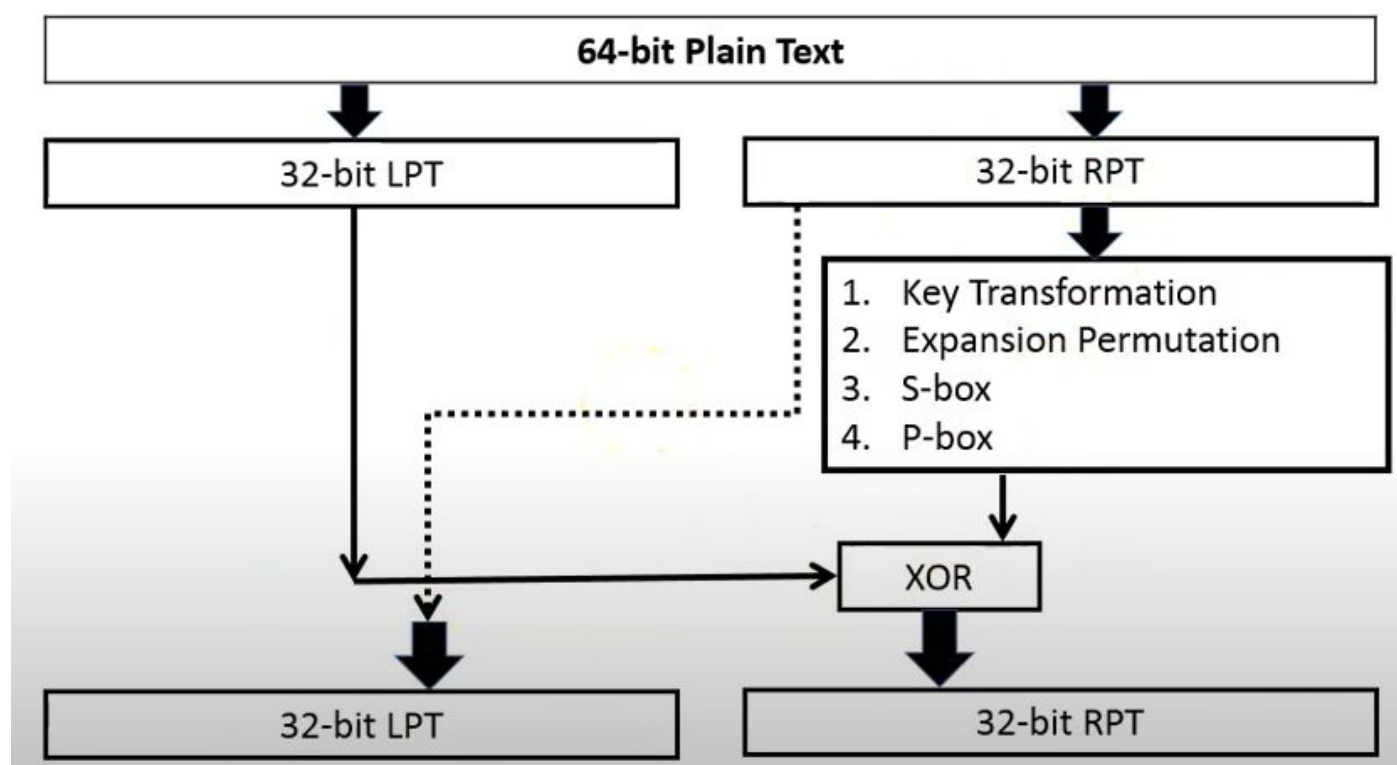 64-bit Plain Text
32-bit LPT
32-bit RPT
1. Key Transformation
2. Expansion Permutation
3. S-box
4. P-box
XOR
32-bit LPT
32-bit RPT